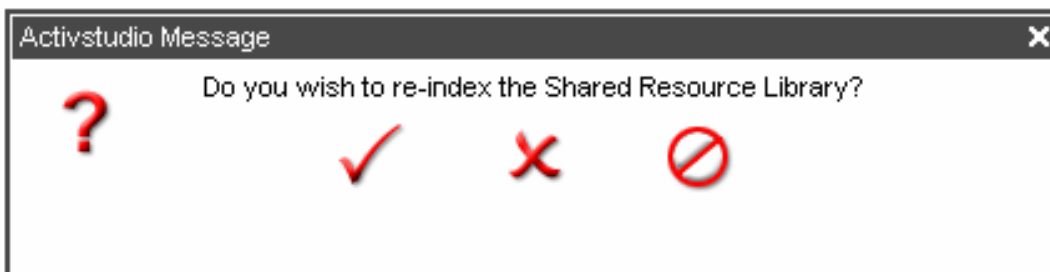 Activstudio Message
Do you wish to re-index the Shared Resource Library?